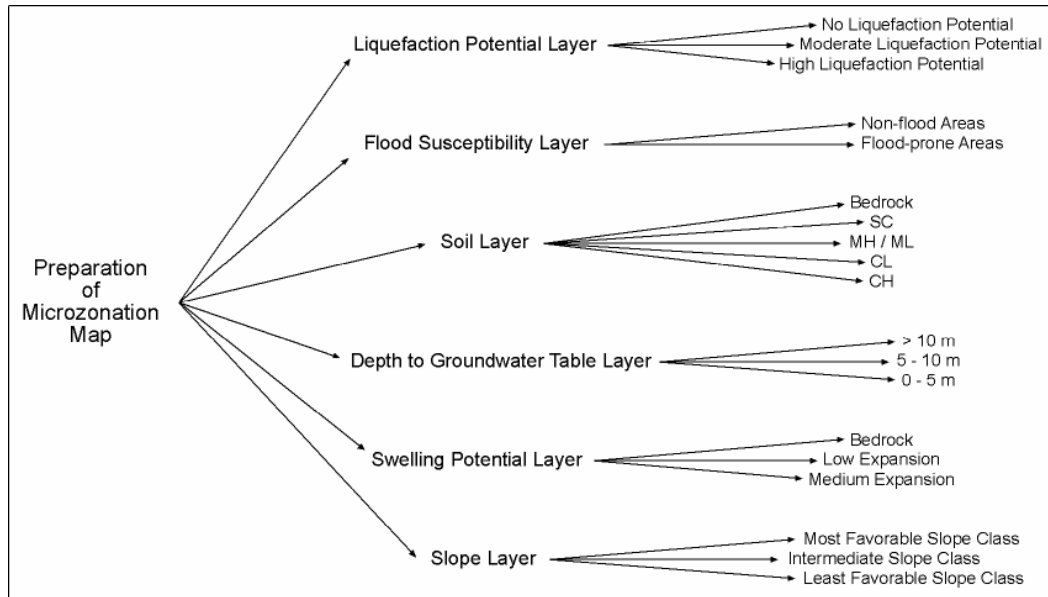 Preparation
of
Microzonation
Map
Liquefaction Potential Layer
No Liquefaction Potential
Moderate Liquefaction Potential
High Liquefaction Potential
Flood Susceptibility Layer
Non-flood Areas
Flood-prone Areas
Soil Layer
Bedrock
SC
MH / ML
CL
CH
Depth to Groundwater Table Layer
> 10 m
5 - 10 m
0 - 5 m
Swelling Potential Layer
Bedrock
Low Expansion
Medium Expansion
Slope Layer
Most Favorable Slope Class
Intermediate Slope Class
Least Favorable Slope Class